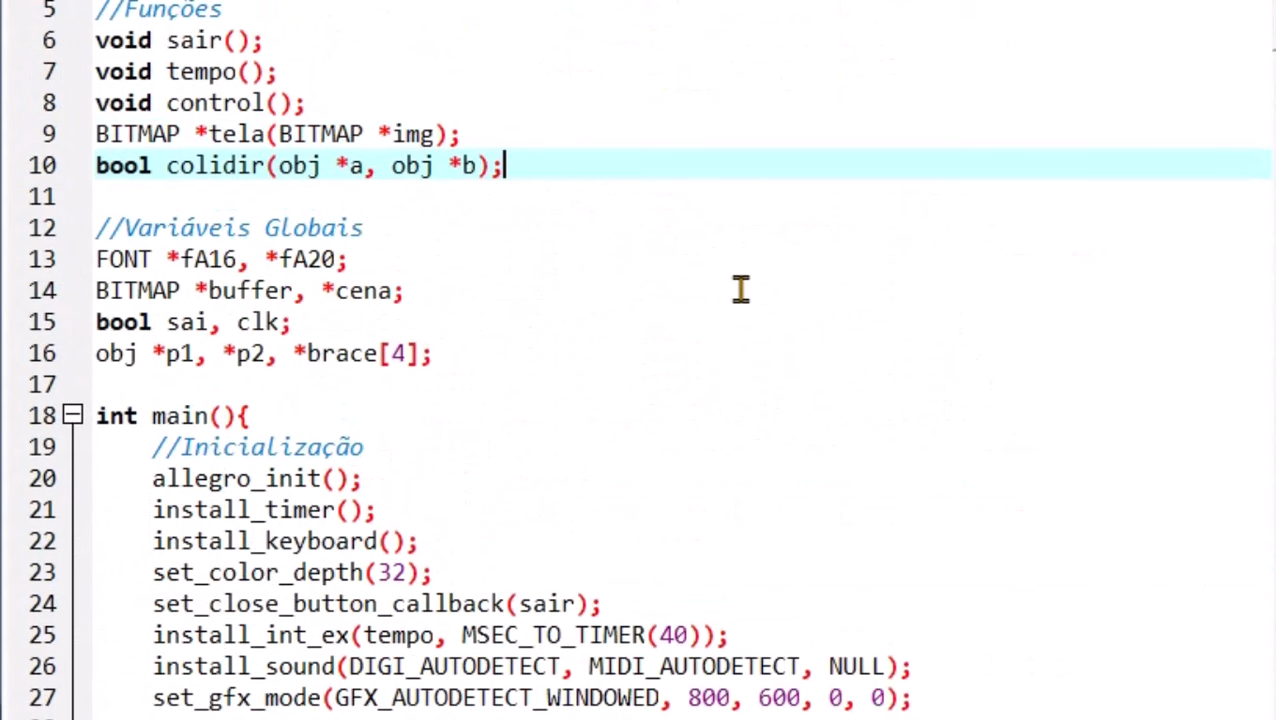 5 //Funções
6 void sair();
7 void tempo();
8 void control();
9 BITMAP *tela(BITMAP *img);
10 bool colidir(obj *a, obj *b);
11
12 //Variáveis Globais
13 FONT *fA16, *fA20;
14 BITMAP *buffer, *cena;
15 bool sai, clk;
16 obj *p1, *p2, *brace[4];
17
18 int main(){
19 //Inicialização
20 allegro_init();
21 install_timer();
22 install_keyboard();
23 set_color_depth(32);
24 set_close_button_callback(sair);
25 install_int_ex(tempo, MSEC_TO_TIMER(40));
26 install_sound(DIGI_AUTODETECT, MIDI_AUTODETECT, NULL);
27 set_gfx_mode(GFX_AUTODETECT_WINDOWED, 800, 600, 0, 0);